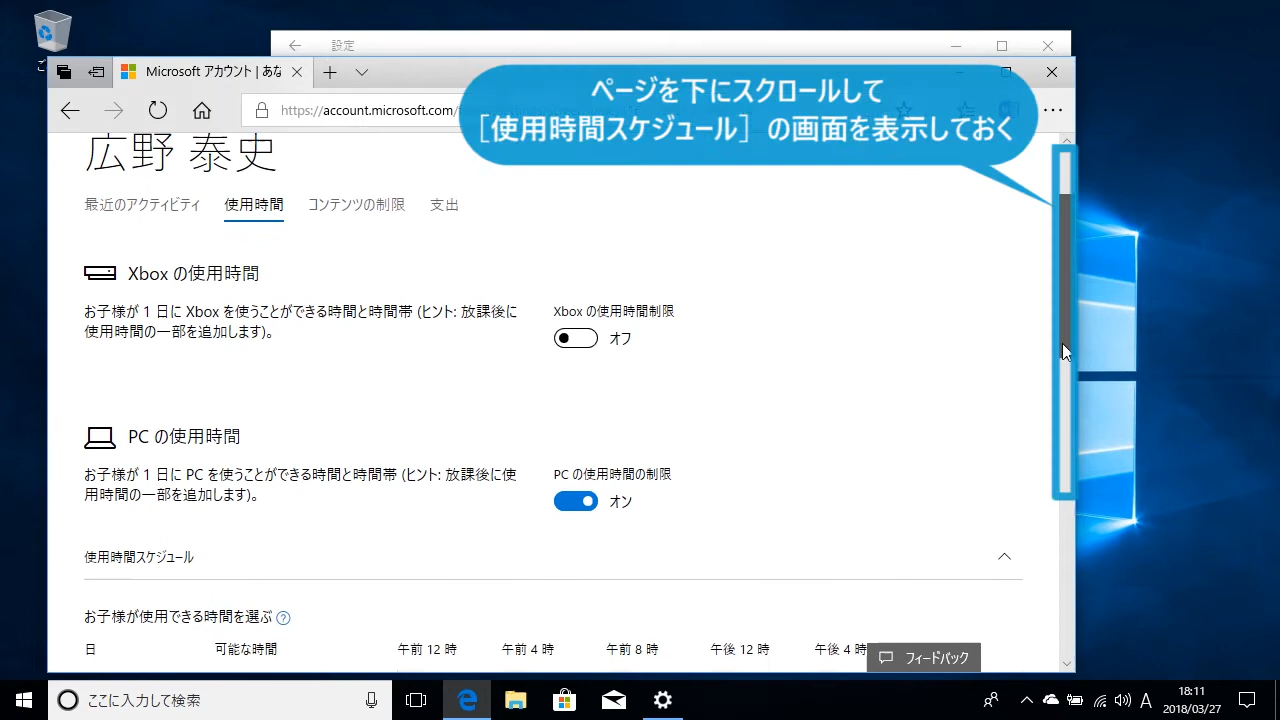 設定
Microsoft アカウント | あな
https://account.microsoft.com/
ページを下にスクロールして
［使用時間スケジュール］の画面を表示しておく
広野 泰史
最近のアクティビティ 使用時間 コンテンツの制限 支出
Xbox の使用時間
お子様が 1 日に Xbox を使うことができる時間と時間帯 (ヒント: 放課後に
使用時間の一部を追加します)。
Xbox の使用時間制限
オフ
PC の使用時間
お子様が 1 日に PC を使うことができる時間と時間帯 (ヒント: 放課後に使
用時間の一部を追加します)。
PC の使用時間の制限
オン
使用時間スケジュール
お子様が使用できる時間を選ぶ ?
日 可能な時間 午前 12 時 午前 4 時 午前 8 時 午後 12 時 午後 4 時
フィードバック
ここに入力して検索
A
18:11
2018/03/27